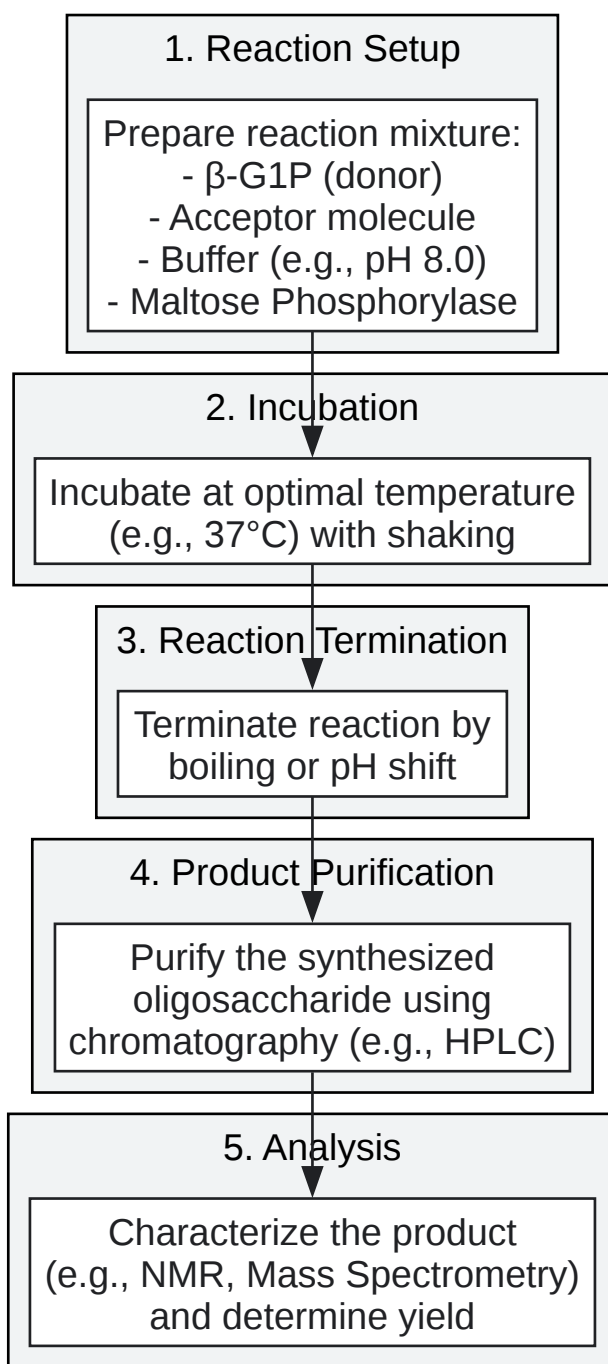 1. Reaction Setup
Prepare reaction mixture:
- β-G1P (donor)
- Acceptor molecule
- Buffer (e.g., pH 8.0)
- Maltose Phosphorylase
2. Incubation
Incubate at optimal temperature
(e.g., 37°C) with shaking
3. Reaction Termination
Terminate reaction by
boiling or pH shift
4. Product Purification
Purify the synthesized
oligosaccharide using
chromatography (e.g., HPLC)
5. Analysis
Characterize the product
(e.g., NMR, Mass Spectrometry)
and determine yield